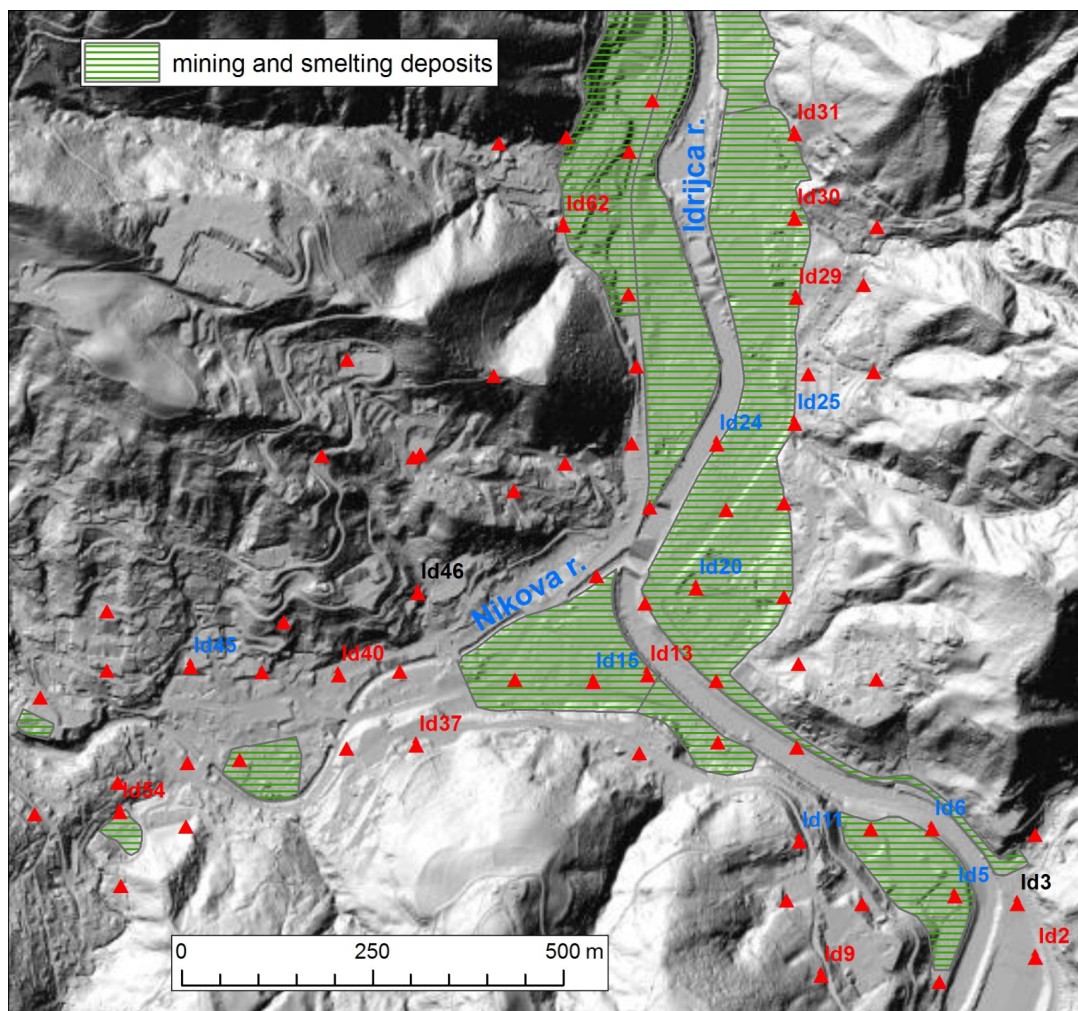 mining and smelting deposits
Id31
Idrijca r.
Id62
Id30
Id29
Id25
Id24
Id46
Nikova r.
Id20
Id45
Id40
Id15
Id13
Id37
Id54
Id11
Id6
Id5
Id3
Id2
Id9
0 250 500 m